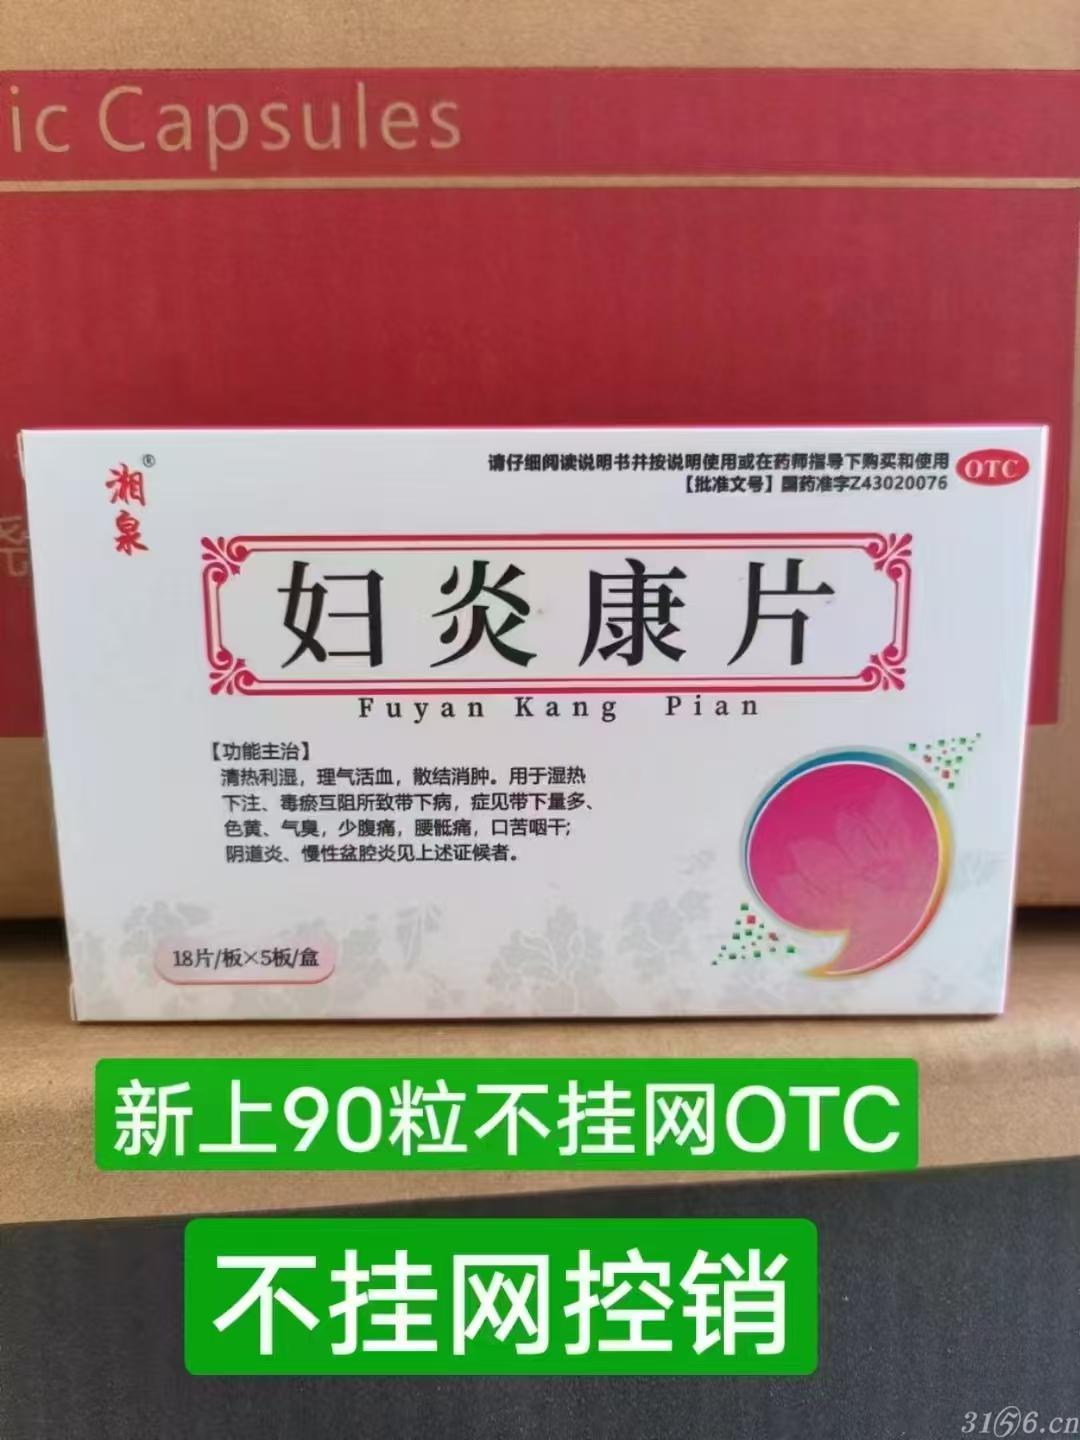 ic Capsules
湘泉®
请仔细阅读说明书并按说明使用或在药师指导下购买和使用
OTC
【批准文号】国药准字Z43020076
妇炎康片
Fuyan Kang Pian
【功能主治】
清热利湿，理气活血，散结消肿。用于湿热
下注、毒瘀互阻所致带下病，症见带下量多、
色黄、气臭，少腹痛，腰骶痛，口苦咽干；
阴道炎、慢性盆腔炎见上述证候者。
18片/板×5板/盒
新上90粒不挂网OTC
不挂网控销
3156.cn